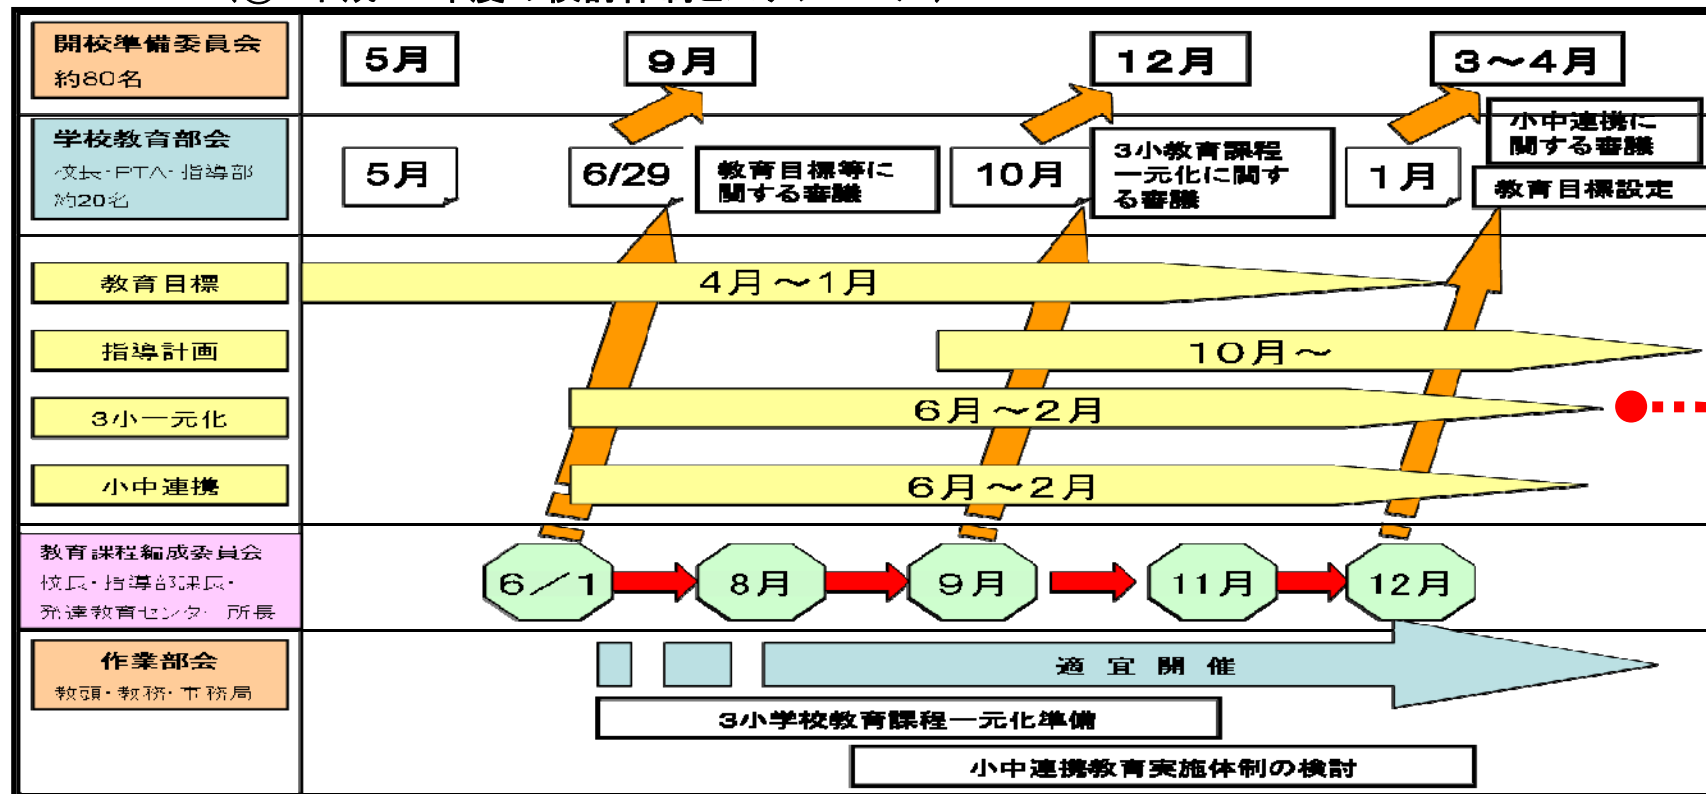 開校準備委員会
約80名
5月
9月
12月
3~4月
学校教育部会
校長・PTA・指導部
約20名
5月
6/29
教育目標等に
関する審議
10月
3小教育課程
一元化に関す
る審議
1月
小中連携に
関する審議
教育目標設定
教育目標
4月~1月
指導計画
10月~
3小一元化
6月~2月
小中連携
6月~2月
教育課程編成委員会
校長・指導部課長・
発達教育センター所長
6/1
8月
9月
11月
12月
作業部会
教頭・教務・事務局
適宜開催
3小学校教育課程一元化準備
小中連携教育実施体制の検討